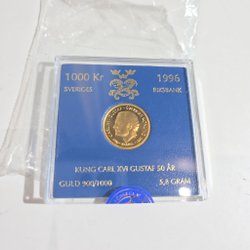 1000 Kr 1996
SVERIGES RIKSBANK
KUNG CARL XVI GUSTAF 50 ÅR
GULD 900/1000 5,8 GRAM